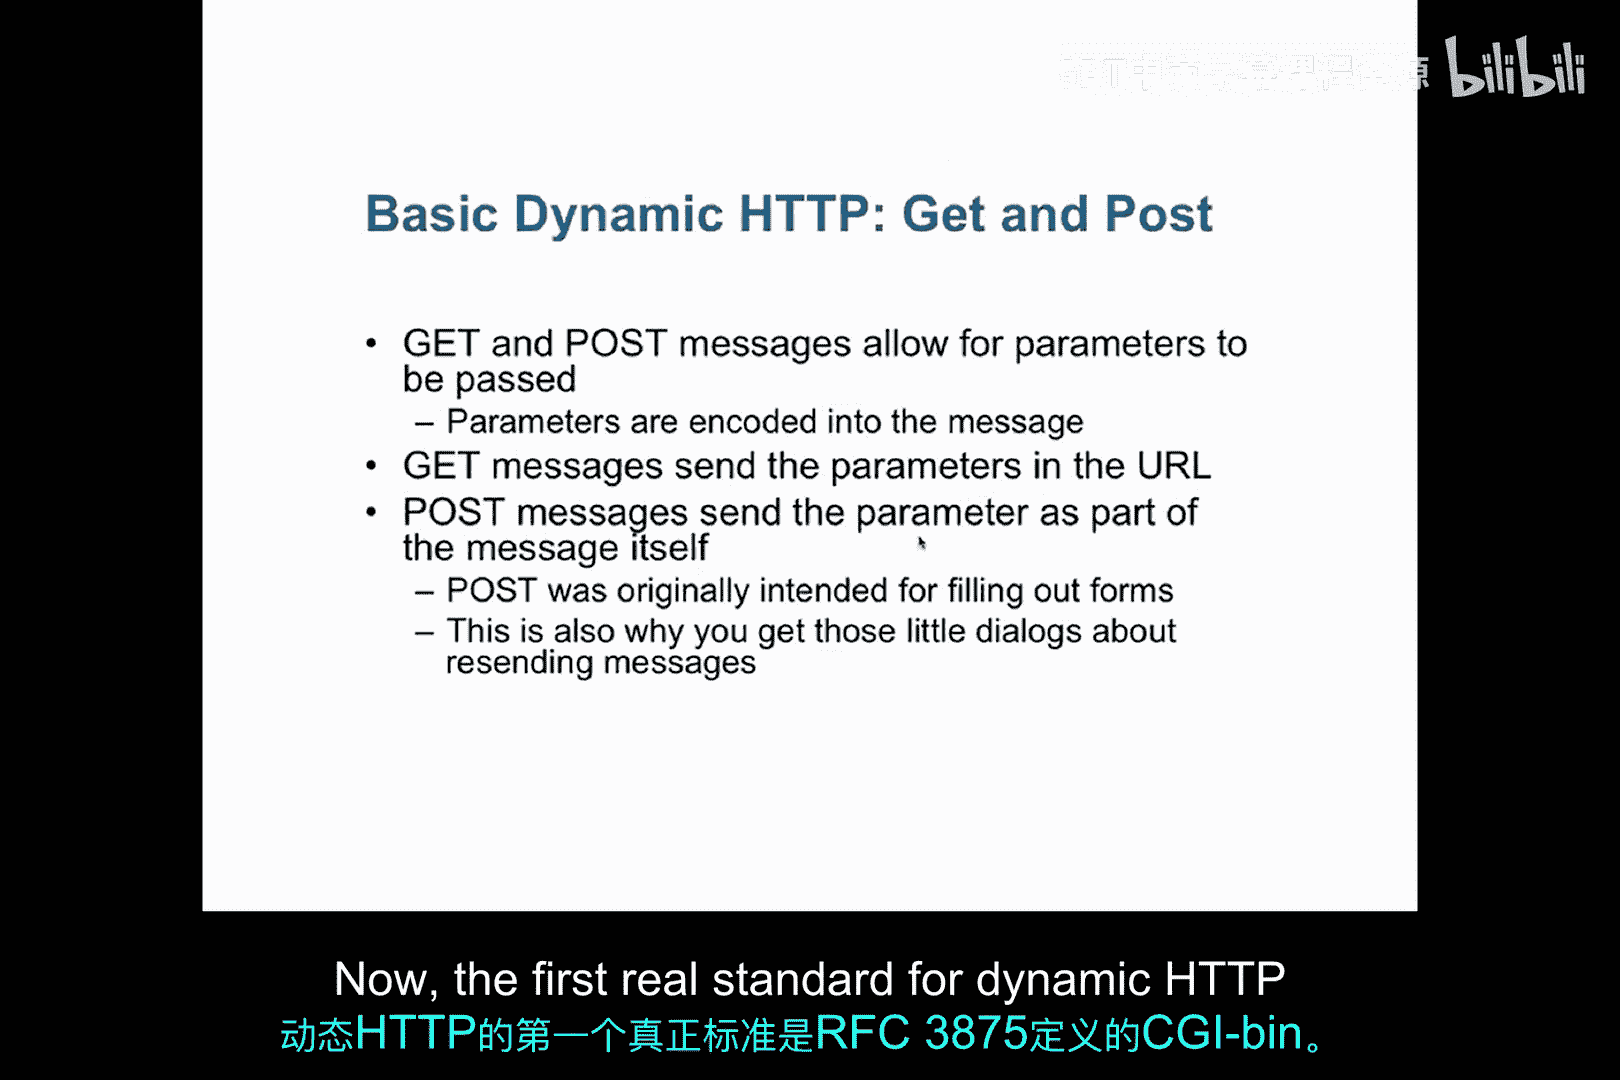 bilibili
Basic Dynamic HTTP: Get and Post
• GET and POST messages allow for parameters to
be passed
– Parameters are encoded into the message
• GET messages send the parameters in the URL
• POST messages send the parameter as part of
the message itself
– POST was originally intended for filling out forms
– This is also why you get those little dialogs about
resending messages
Now, the first real standard for dynamic HTTP
动态HTTP的第一个真正标准是RFC 3875定义的CGI-bin。